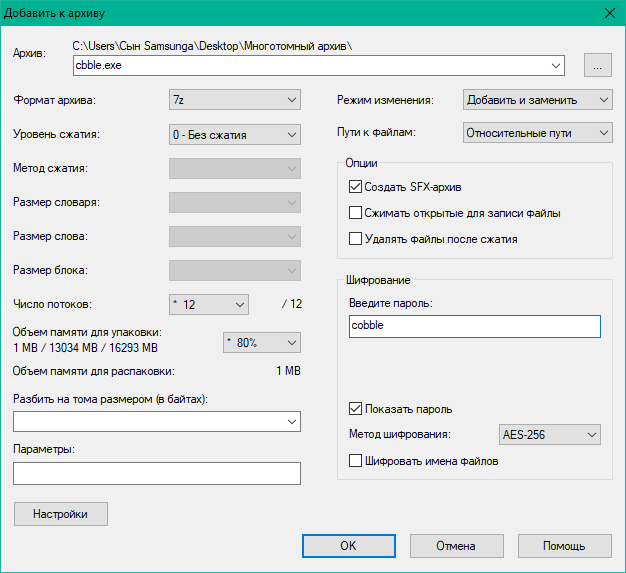 Добавить к архиву
Архив:
C:\Users\Сын Samsunga\Desktop\Многотомный архив\
cbble.exe
...
Формат архива:
7z
Уровень сжатия:
0 - Без сжатия
Метод сжатия:
Размер словаря:
Размер слова:
Размер блока:
Число потоков:
* 12
/ 12
Объем памяти для упаковки:
1 MB / 13034 MB / 16293 MB
* 80%
Объем памяти для распаковки:
1 MB
Разбить на тома размером (в байтах):
Параметры:
Настройки
Режим изменения:
Добавить и заменить
Пути к файлам:
Относительные пути
Опции
Создать SFX-архив
Сжимать открытые для записи файлы
Удалять файлы после сжатия
Шифрование
Введите пароль:
cobble
Показать пароль
Метод шифрования:
AES-256
Шифровать имена файлов
OK
Отмена
Помощь